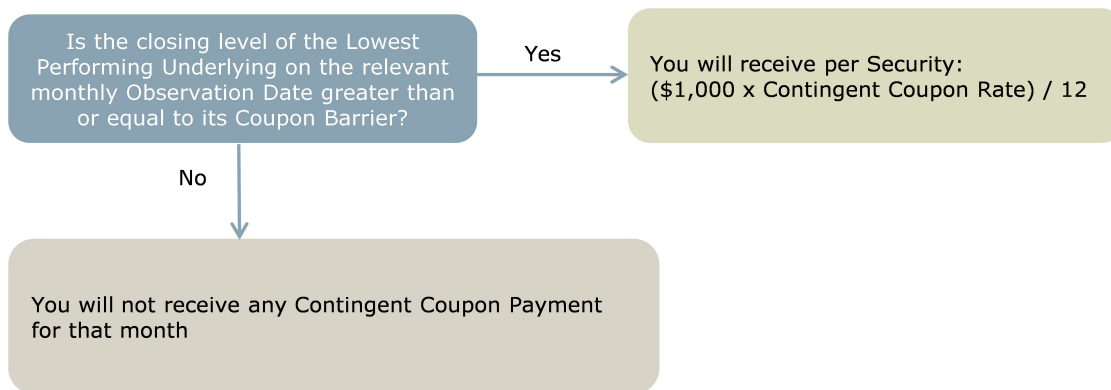 Is the closing level of the Lowest
Performing Underlying on the relevant
monthly Observation Date greater than
or equal to its Coupon Barrier?
Yes
You will receive per Security:
($1,000 x Contingent Coupon Rate) / 12
No
You will not receive any Contingent Coupon Payment
for that month